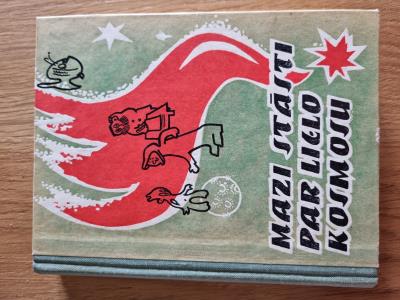 MAZI STĀSTI
PAR LIELO
KOSMOSU